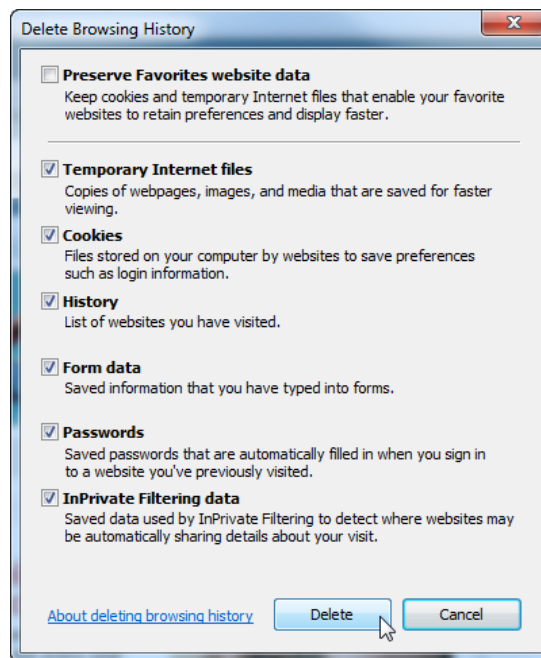 Delete Browsing History
Preserve Favorites website data
Keep cookies and temporary Internet files that enable your favorite
websites to retain preferences and display faster.
Temporary Internet files
Copies of webpages, images, and media that are saved for faster
viewing.
Cookies
Files stored on your computer by websites to save preferences
such as login information.
History
List of websites you have visited.
Form data
Saved information that you have typed into forms.
Passwords
Saved passwords that are automatically filled in when you sign in
to a website you've previously visited.
InPrivate Filtering data
Saved data used by InPrivate Filtering to detect where websites may
be automatically sharing details about your visit.
About deleting browsing history Delete Cancel